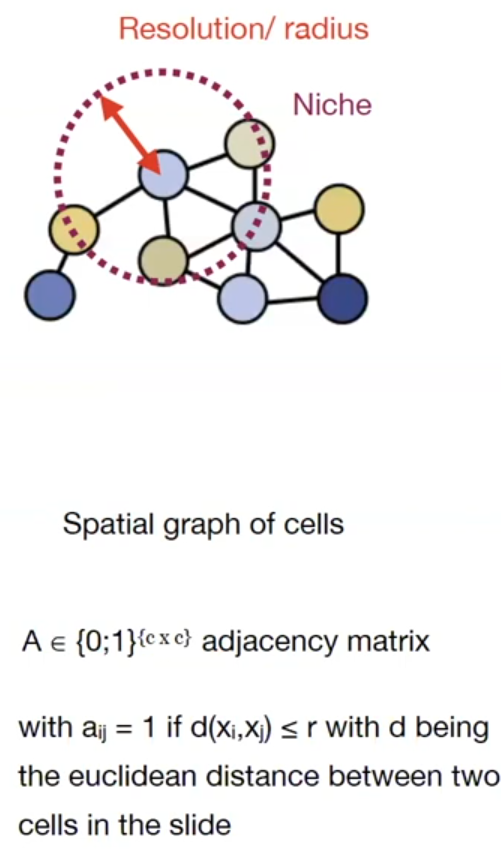 Resolution/ radius
Niche
Spatial graph of cells
A ∈ {0;1}^{c x c} adjacency matrix
with aᵢⱼ = 1 if d(xᵢ,xⱼ) ≤ r with d being
the euclidean distance between two
cells in the slide